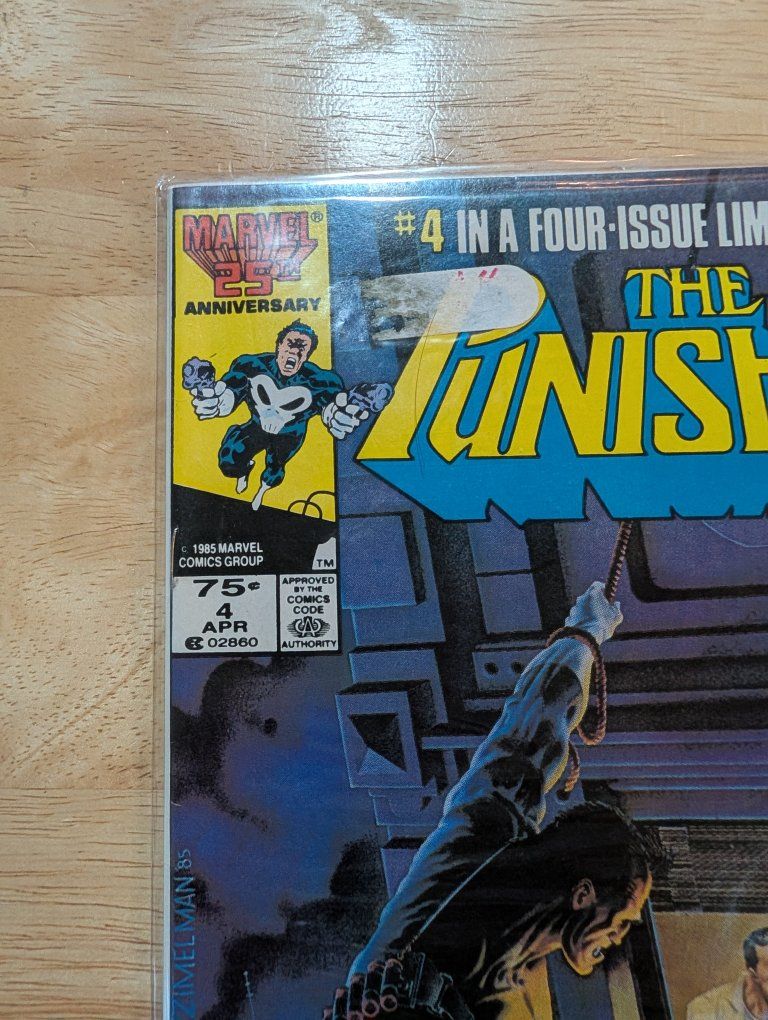 MARVEL®
25TH
ANNIVERSARY
#4 IN A FOUR-ISSUE LIM
THE
PUNISH
© 1985 MARVEL
COMICS GROUP
TM
75¢
4
APR
02860
APPROVED
BY THE
COMICS
CODE
CA
AUTHORITY
ZIMELMAN '85